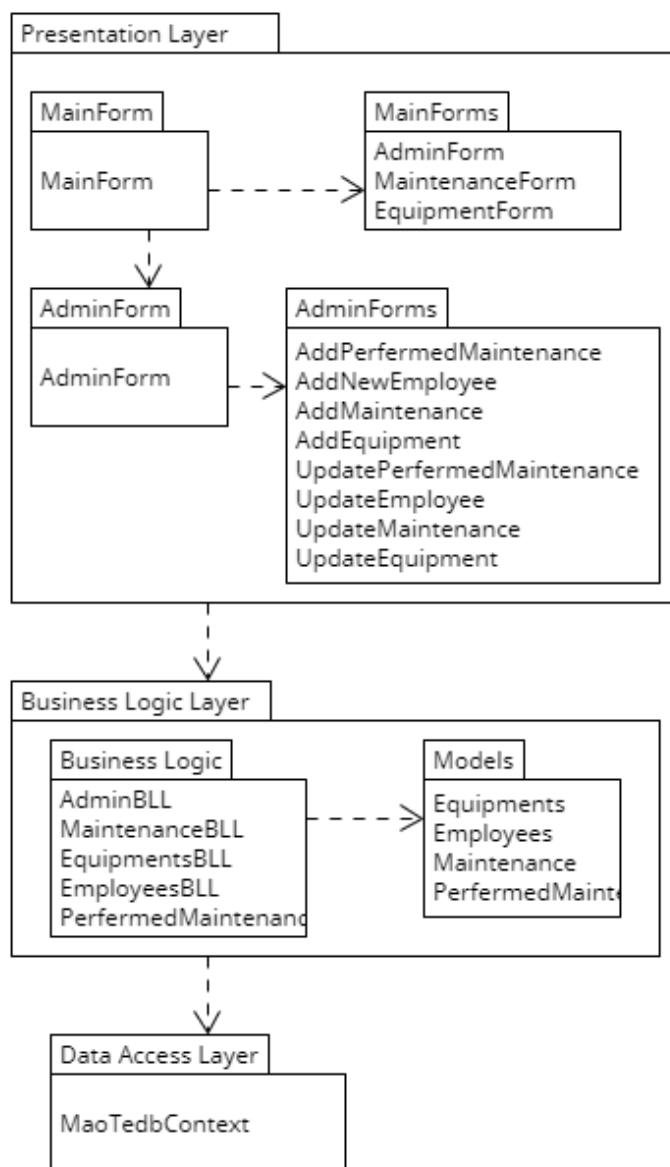 Presentation Layer
MainForm
MainForms
MainForm
AdminForm
MaintenanceForm
EquipmentForm
AdminForm
AdminForms
AdminForm
AddPerfermedMaintenance
AddNewEmployee
AddMaintenance
AddEquipment
UpdatePerfermedMaintenance
UpdateEmployee
UpdateMaintenance
UpdateEquipment
Business Logic Layer
Business Logic
Models
AdminBLL
MaintenanceBLL
EquipmentsBLL
EmployeesBLL
PerfermedMaintenanc
Equipments
Employees
Maintenance
PerfermedMainte
Data Access Layer
MaoTedbContext